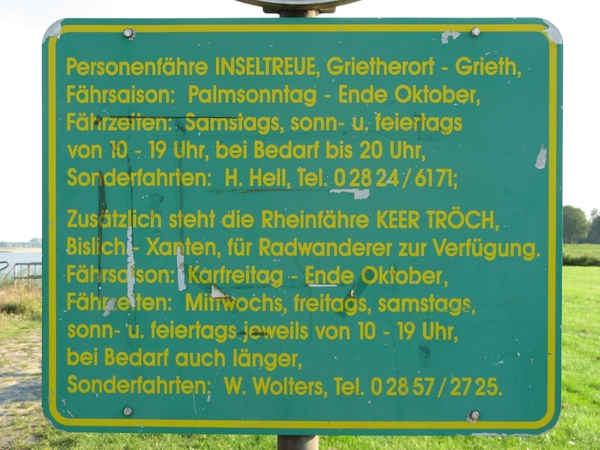 Personenfähre INSELTREUE, Grietherort - Grieth,
Fährsaison: Palmsonntag - Ende Oktober,
Fährzeiten: Samstags, sonn- u. feiertags
von 10 - 19 Uhr, bei Bedarf bis 20 Uhr,
Sonderfahrten: H. Hell, Tel. 0 28 24 / 61 71;
Zusätzlich steht die Rheinfähre KEER TRÖCH,
Bislich - Xanten, für Radwanderer zur Verfügung.
Fährsaison: Karfreitag - Ende Oktober,
Fährzeiten: Mittwochs, freitags, samstags,
sonn- u. feiertags jeweils von 10 - 19 Uhr,
bei Bedarf auch länger,
Sonderfahrten: W. Wolters, Tel. 0 28 57 / 27 25.